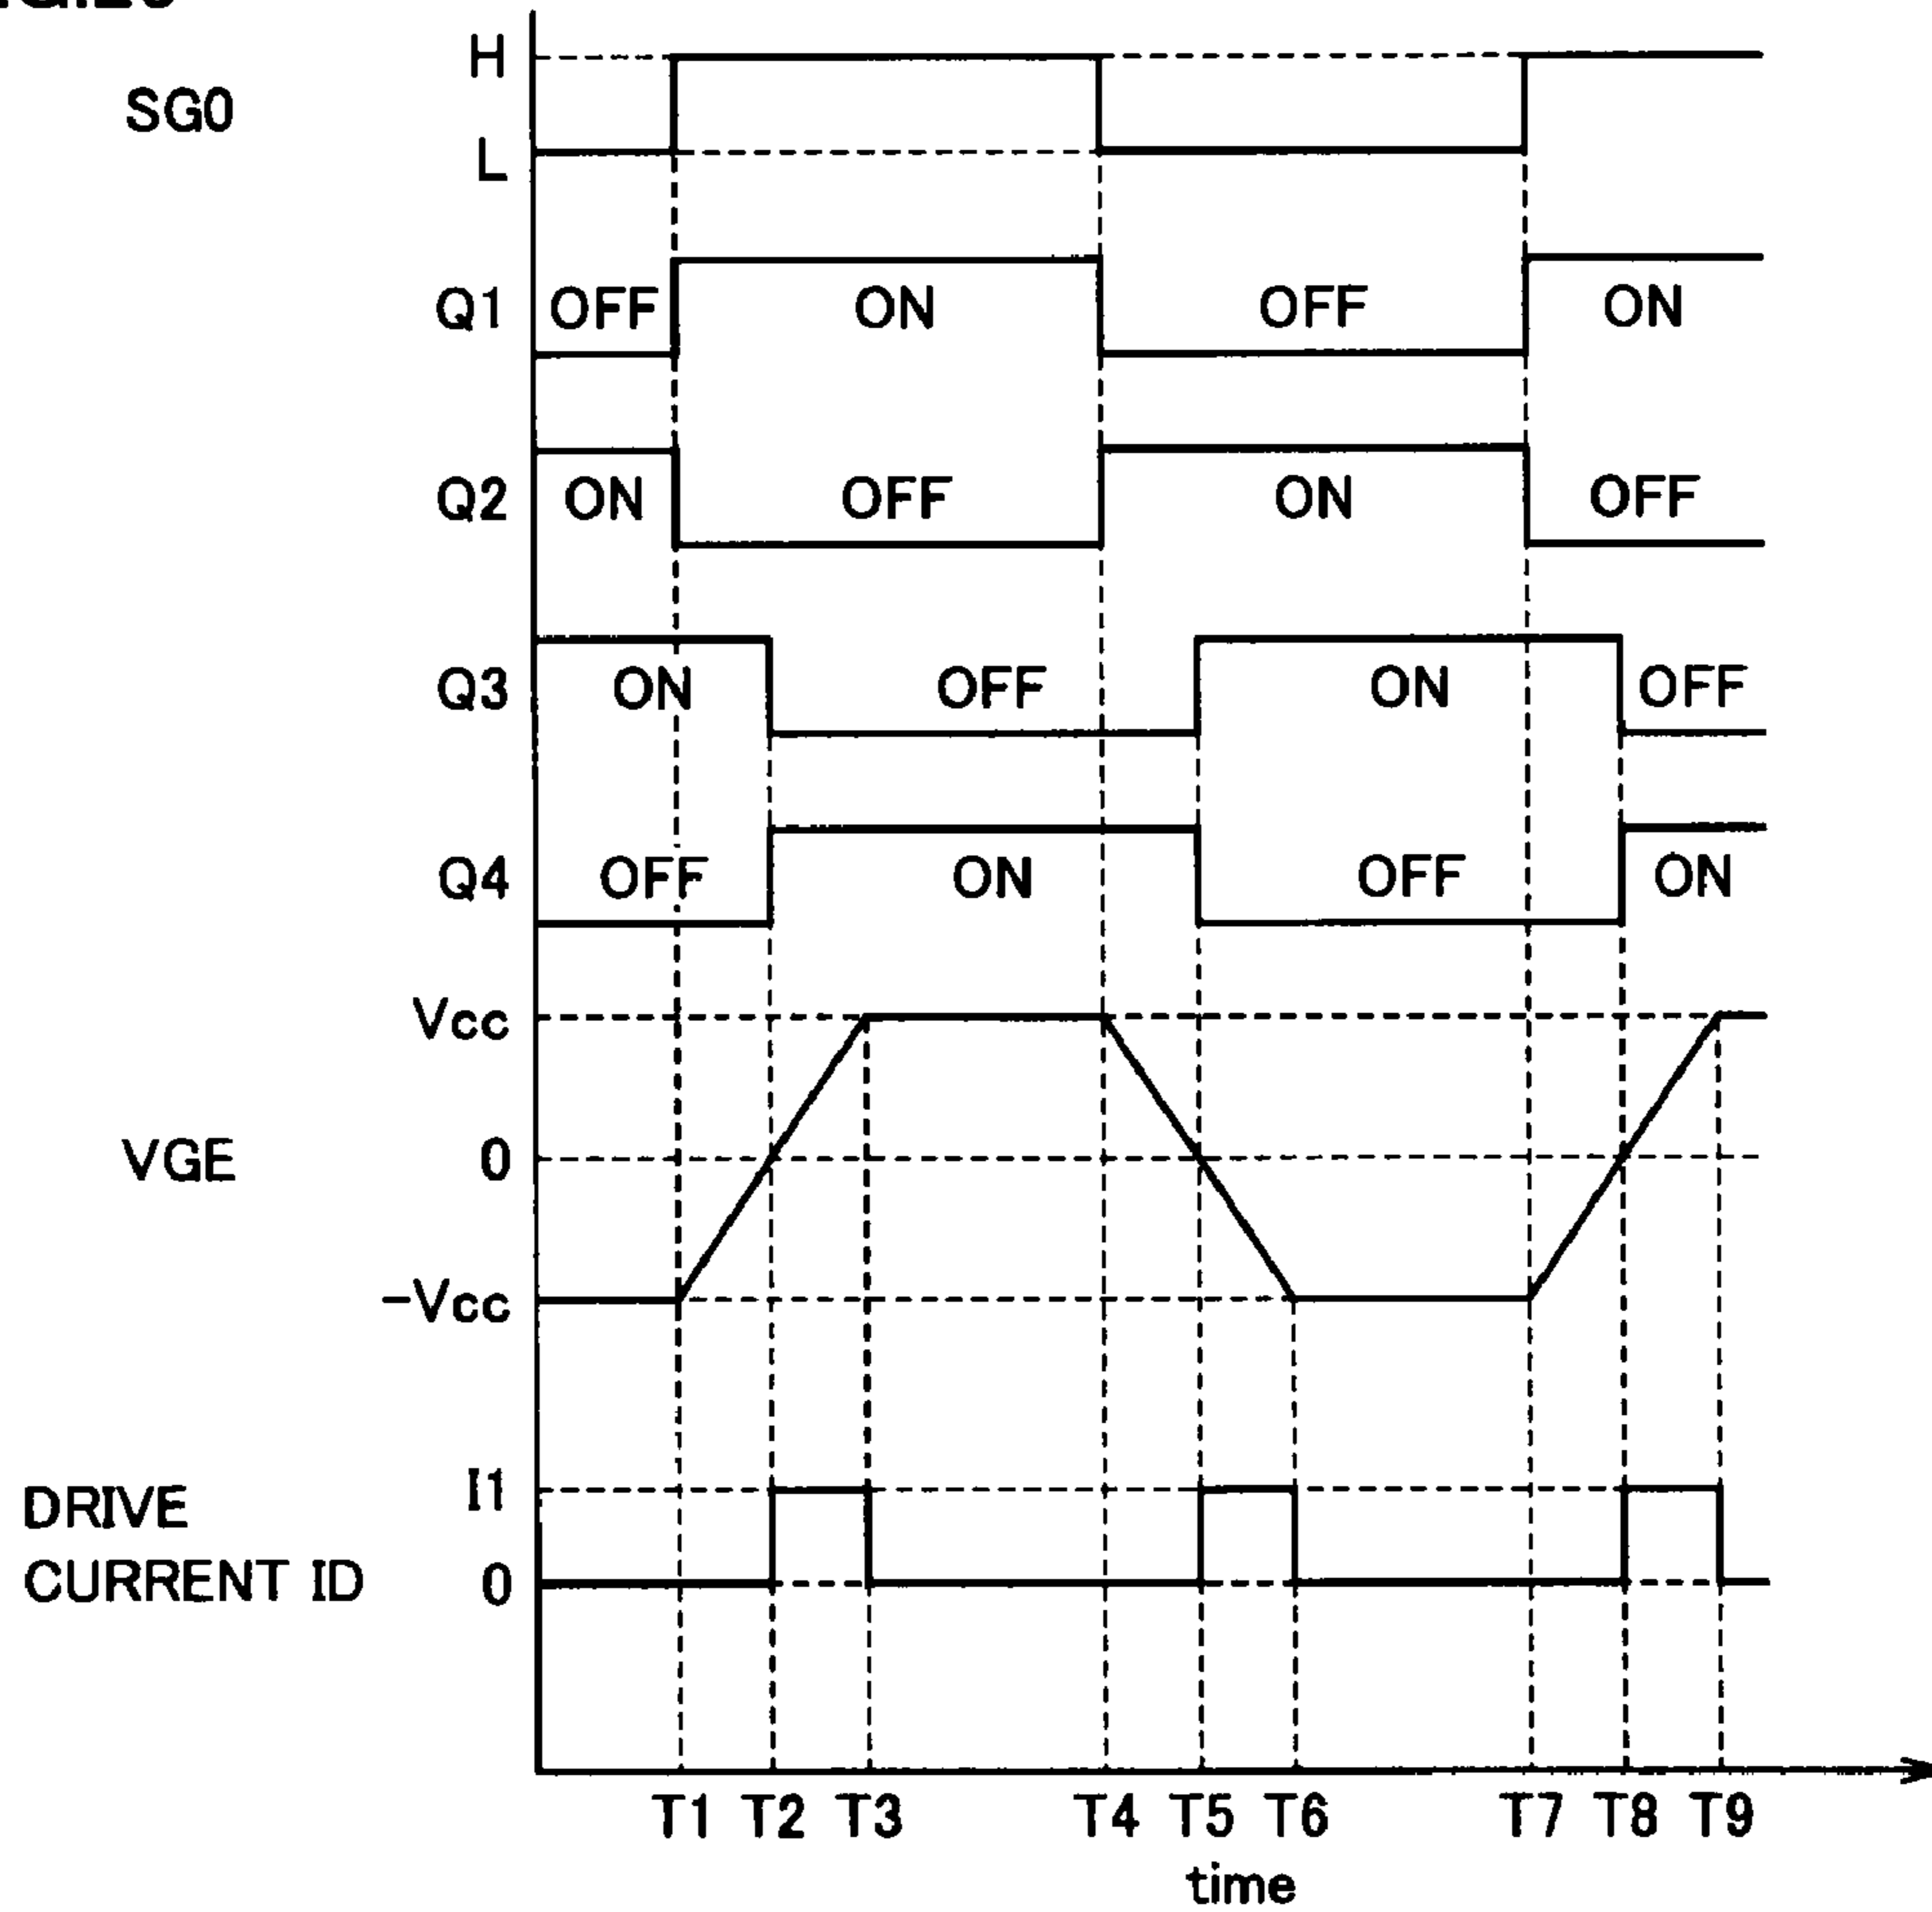 H
SG0
L
Q1 OFF ON OFF ON
Q2 ON OFF ON OFF
Q3 ON OFF ON OFF
Q4 OFF ON OFF ON
Vcc
VGE 0
-Vcc
I1
DRIVE
CURRENT ID 0
T1 T2 T3 T4 T5 T6 T7 T8 T9
time